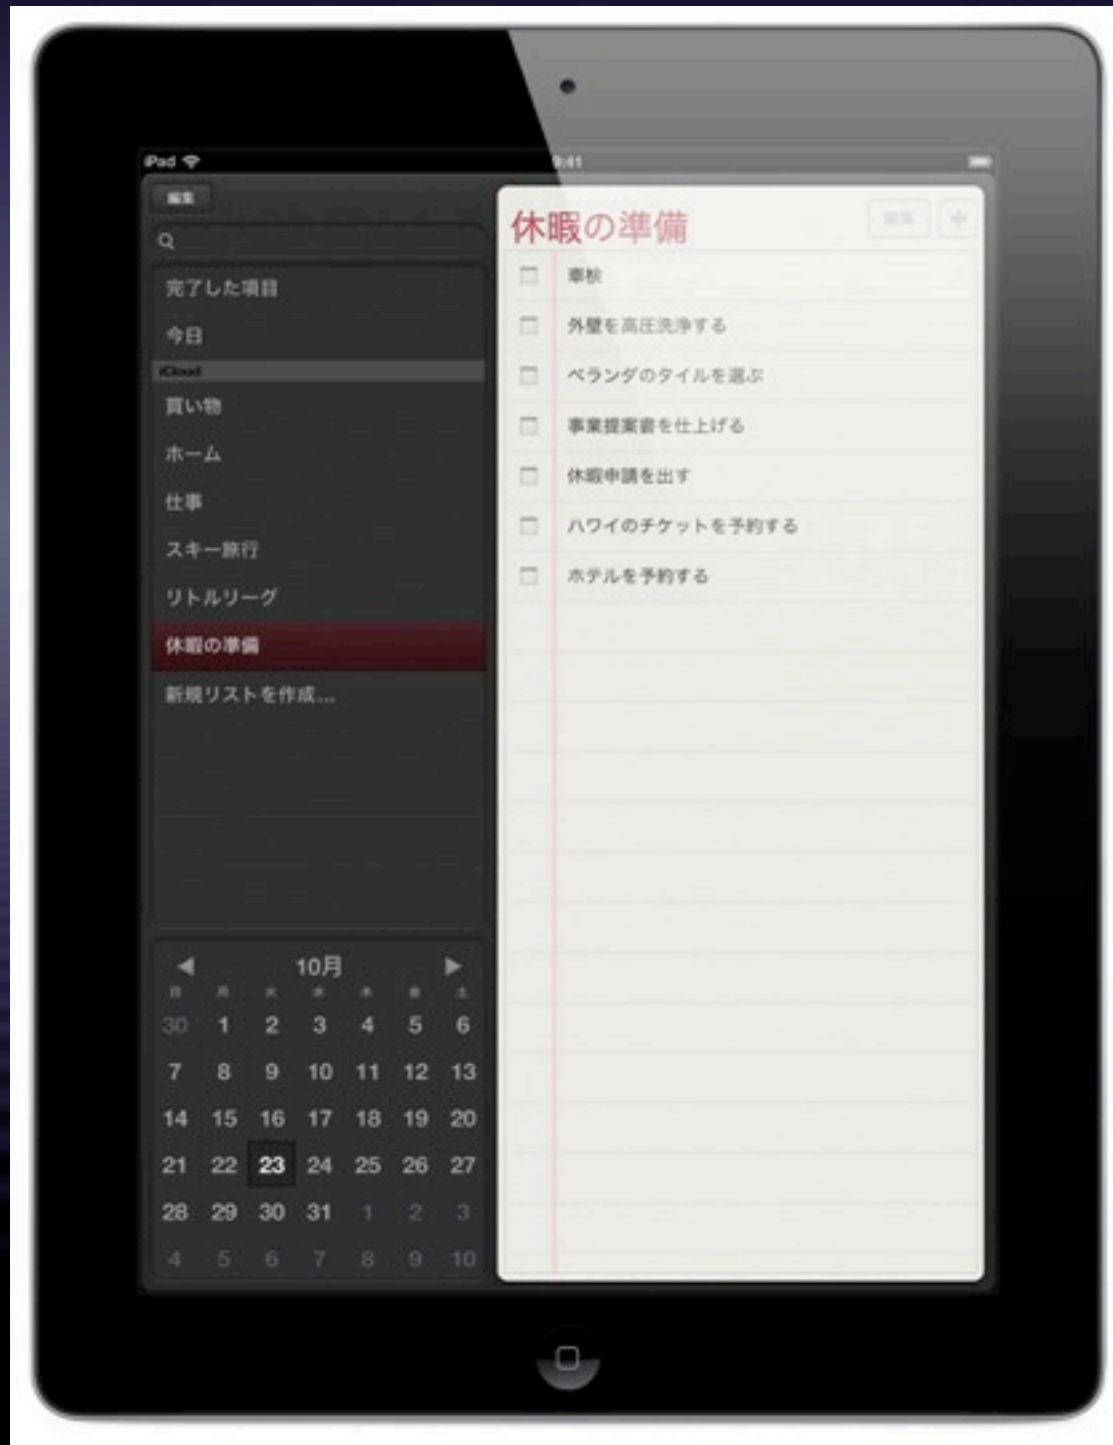 iPad
9:41
編集
完了した項目
今日
iCloud
買い物
ホーム
仕事
スキー旅行
リトルリーグ
休暇の準備
新規リストを作成...
10月
日 月 火 水 木 金 土
30 1 2 3 4 5 6
7 8 9 10 11 12 13
14 15 16 17 18 19 20
21 22 23 24 25 26 27
28 29 30 31 1 2 3
4 5 6 7 8 9 10
休暇の準備
編集 +
車検
外壁を高圧洗浄する
ベランダのタイルを選ぶ
事業提案書を仕上げる
休暇申請を出す
ハワイのチケットを予約する
ホテルを予約する